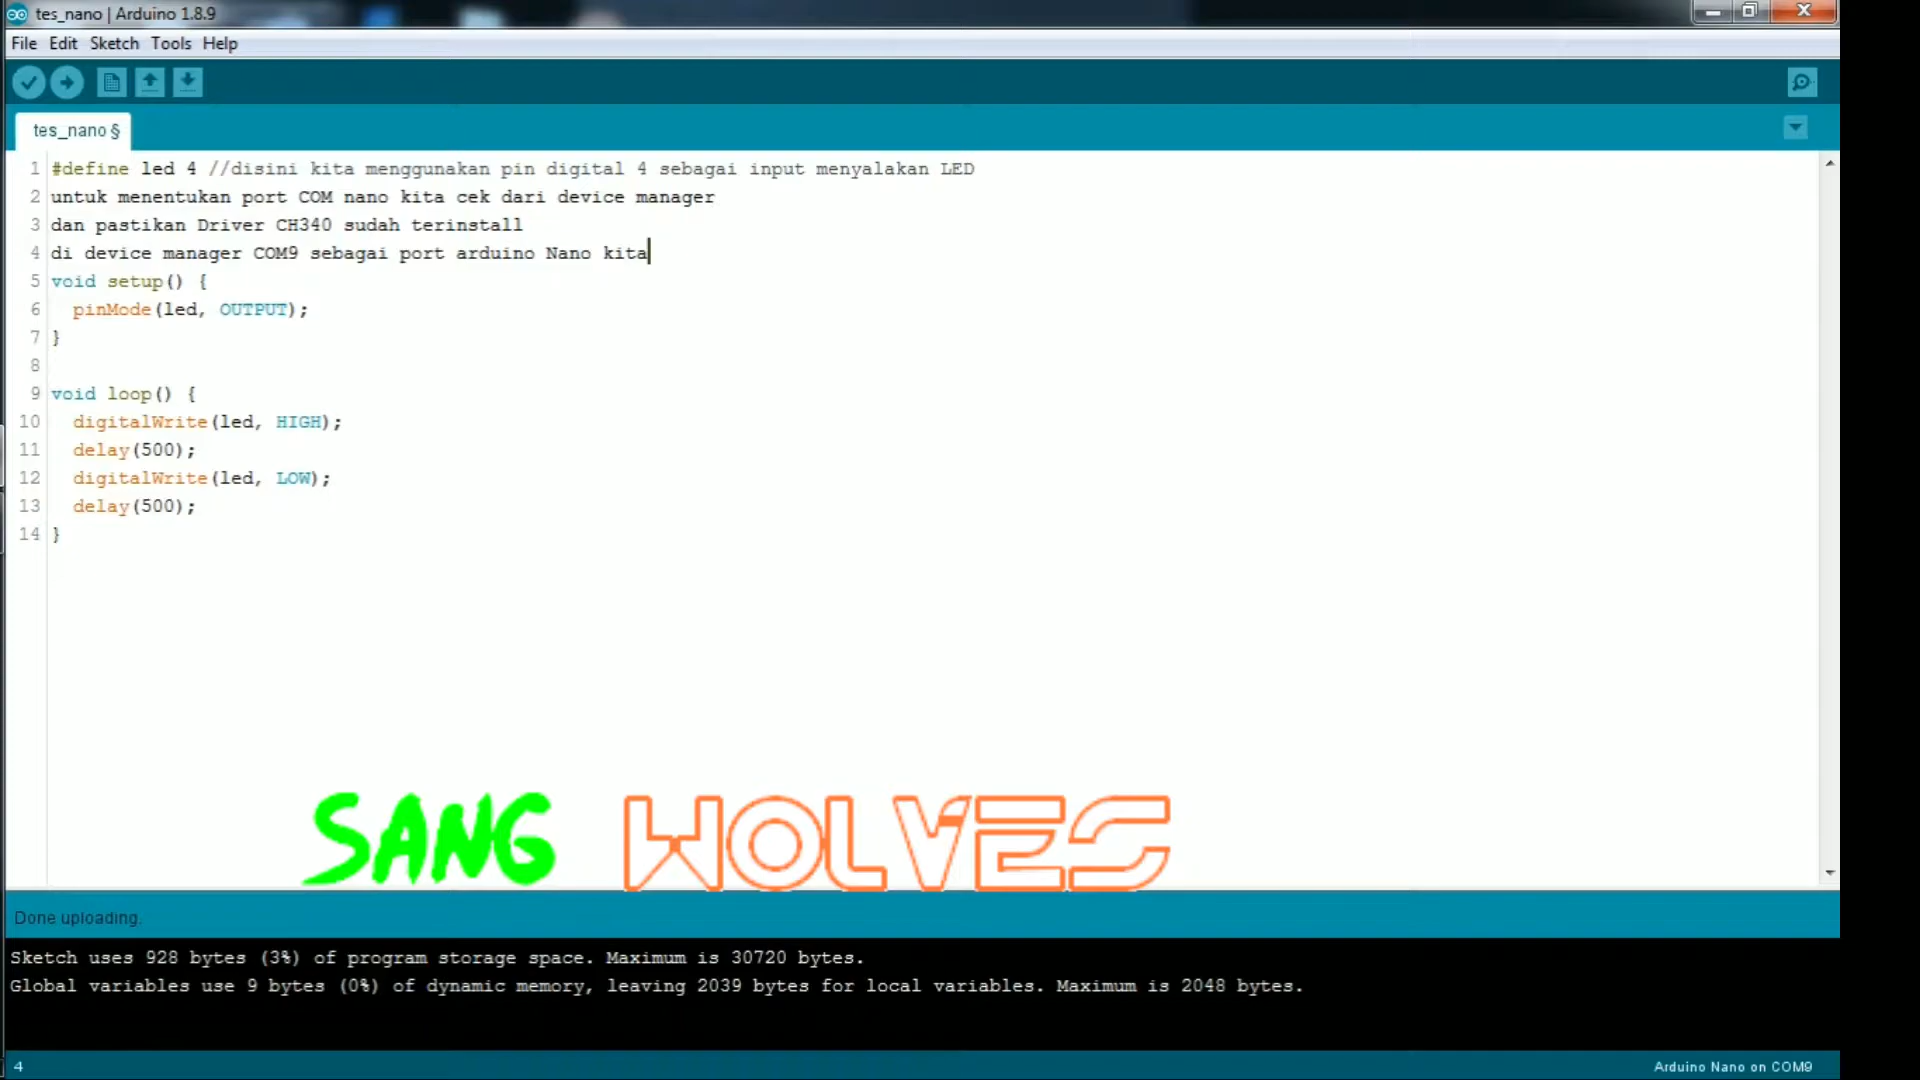 tes_nano | Arduino 1.8.9
File Edit Sketch Tools Help
tes_nano §
1 #define led 4 //disini kita menggunakan pin digital 4 sebagai input menyalakan LED
2 untuk menentukan port COM nano kita cek dari device manager
3 dan pastikan Driver CH340 sudah terinstall
4 di device manager COM9 sebagai port arduino Nano kita
5 void setup() {
6 pinMode(led, OUTPUT);
7 }
8
9 void loop() {
10 digitalWrite(led, HIGH);
11 delay(500);
12 digitalWrite(led, LOW);
13 delay(500);
14 }
SANG WOLVES
Done uploading.
Sketch uses 928 bytes (3%) of program storage space. Maximum is 30720 bytes.
Global variables use 9 bytes (0%) of dynamic memory, leaving 2039 bytes for local variables. Maximum is 2048 bytes.
4 Arduino Nano on COM9